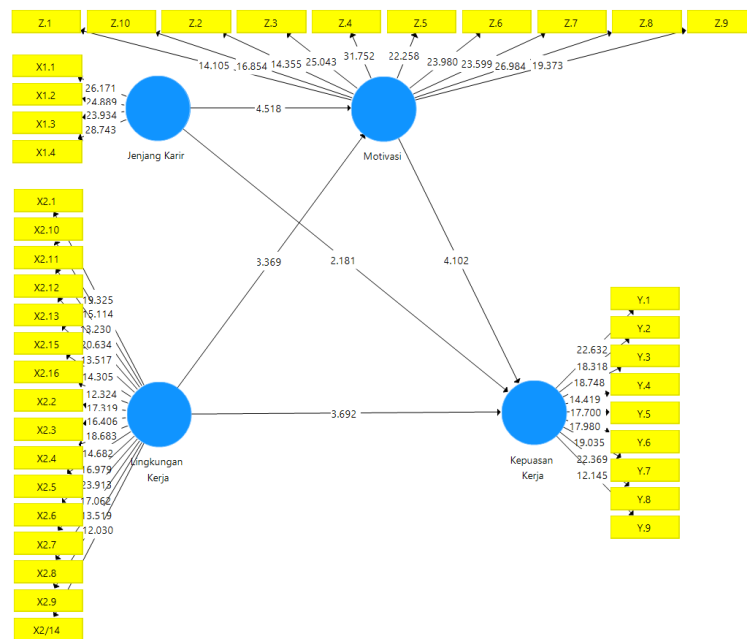 Z.1 Z.10 Z.2 Z.3 Z.4 Z.5 Z.6 Z.7 Z.8 Z.9
14.105 16.854 14.355 25.043 31.752 22.258 23.980 23.599 26.984 19.373
X1.1
X1.2
X1.3
X1.4
26.171
24.889
23.934
28.743
4.518
Jenjang Karir
Motivasi
X2.1
X2.10
X2.11
X2.12
X2.13
X2.15
X2.16
X2.2
X2.3
X2.4
X2.5
X2.6
X2.7
X2.8
X2.9
X2/14
19.325
15.114
13.230
20.634
13.517
14.305
12.324
17.319
16.406
18.683
14.682
16.979
23.913
17.062
13.519
12.030
Lingkungan
Kerja
3.369
2.181
4.102
3.692
Kepuasan
Kerja
22.632
18.318
18.748
14.419
17.700
17.980
19.035
22.369
12.145
Y.1
Y.2
Y.3
Y.4
Y.5
Y.6
Y.7
Y.8
Y.9